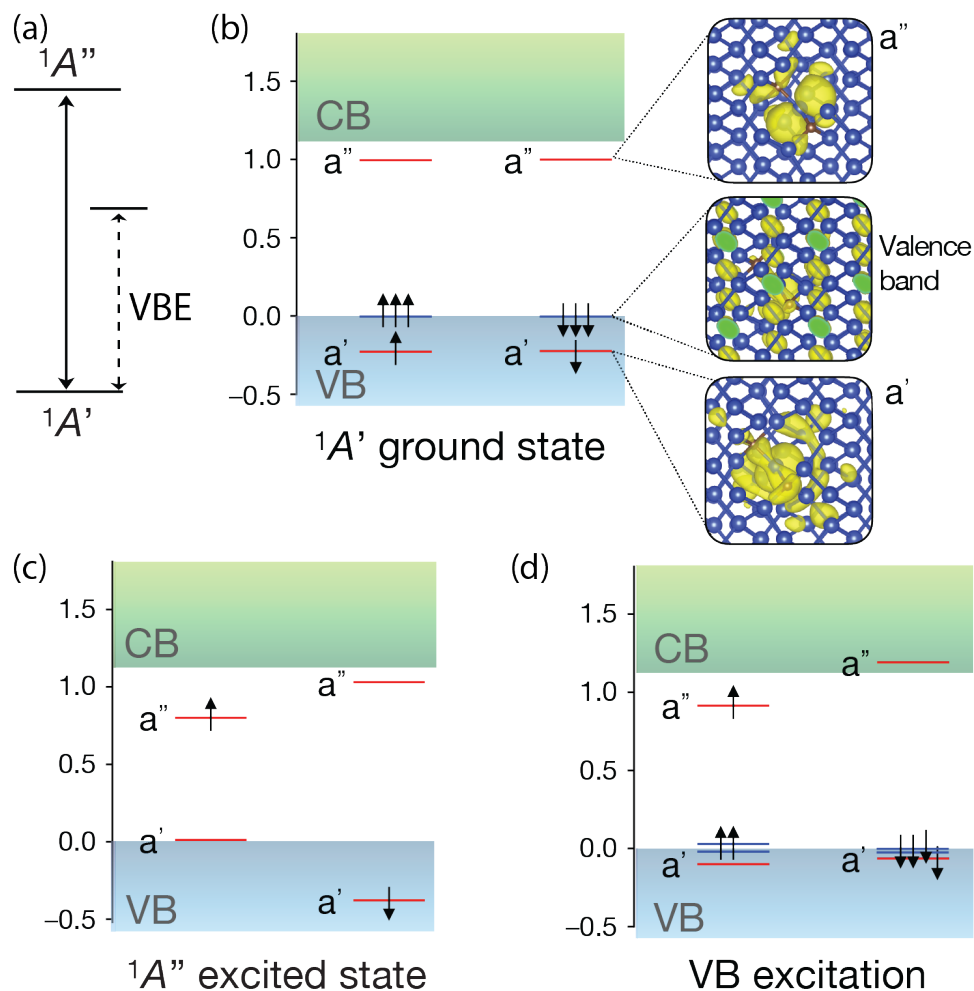 (a)
¹A”
VBE
¹A’
(b)
1.5
1.0
0.5
0.0
−0.5
CB
a”
a”
a’
a’
VB
¹A’ ground state
a”
Valence
band
a’
(c)
1.5
1.0
0.5
0.0
−0.5
CB
a”
a”
a’
a’
VB
¹A” excited state
(d)
1.5
1.0
0.5
0.0
−0.5
CB
a”
a”
a’
a’
VB
VB excitation